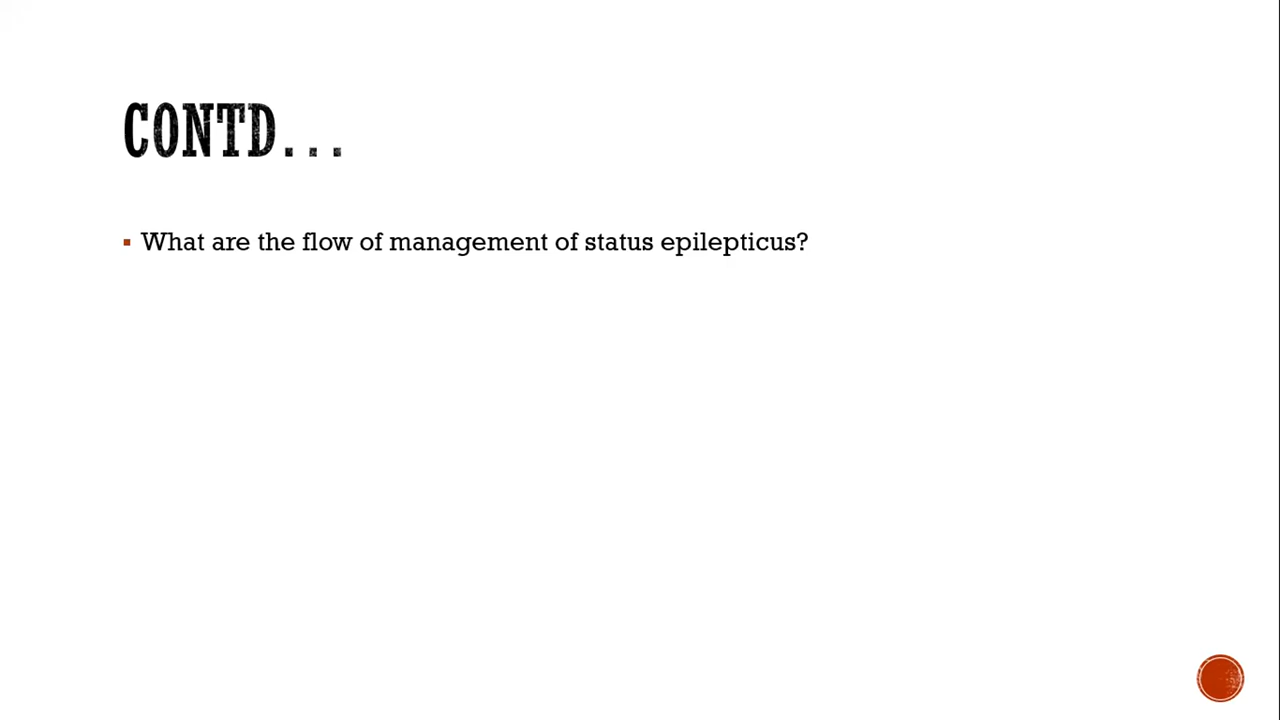 CONTD...
What are the flow of management of status epilepticus?